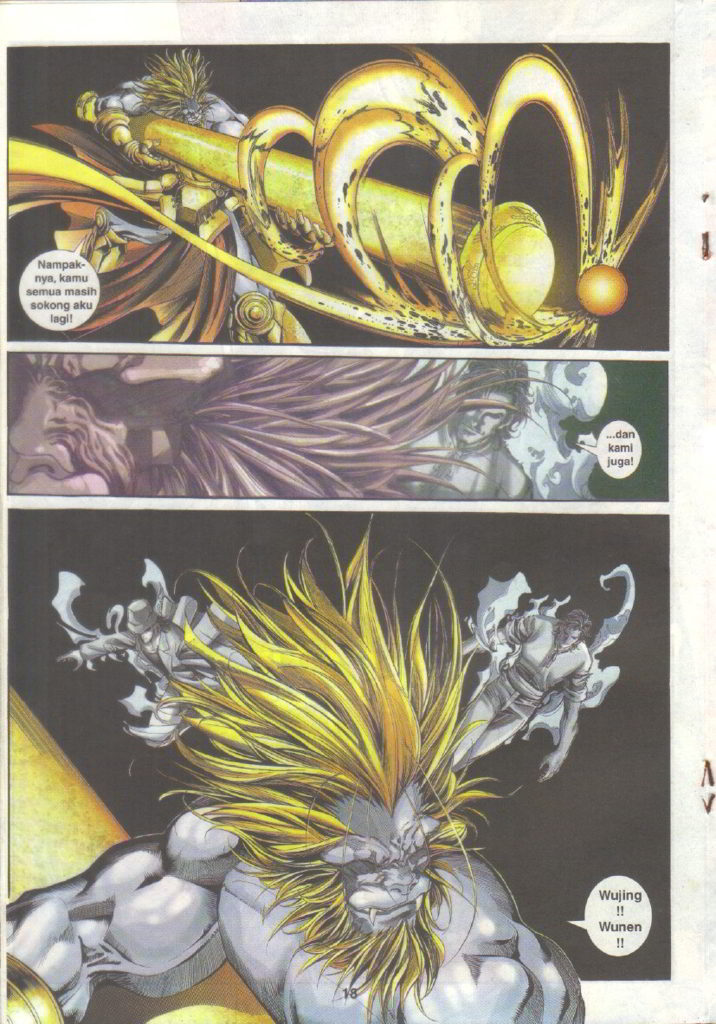 Nampak-
nya, kamu
semua masih
sokong aku
lagi!
...dan
kami
juga!
Wujing
!!
Wunen
!!
18